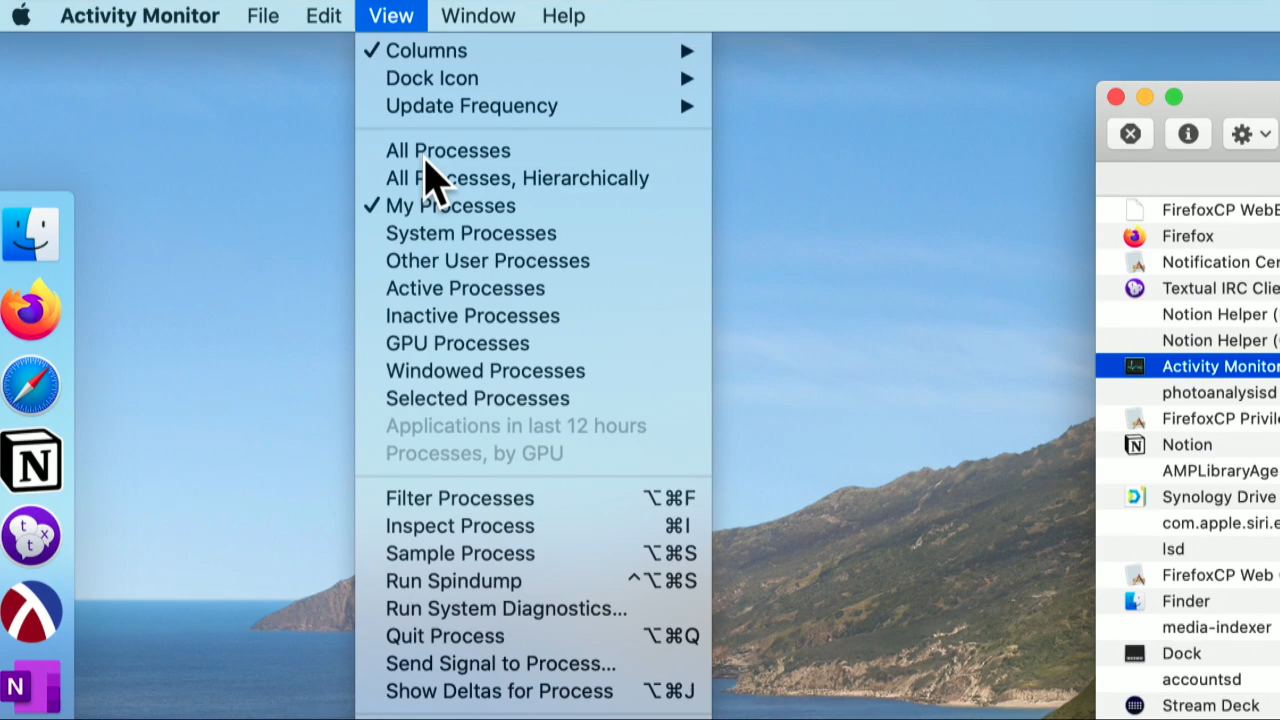 Activity Monitor File Edit View Window Help
✓ Columns ▶
Dock Icon ▶
Update Frequency ▶
All Processes
All Processes, Hierarchically
✓ My Processes
System Processes
Other User Processes
Active Processes
Inactive Processes
GPU Processes
Windowed Processes
Selected Processes
Applications in last 12 hours
Processes, by GPU
Filter Processes ⌥⌘F
Inspect Process ⌘I
Sample Process ⌥⌘S
Run Spindump ^⌥⌘S
Run System Diagnostics...
Quit Process ⌥⌘Q
Send Signal to Process...
Show Deltas for Process ⌥⌘J
N
t x
t
N
FirefoxCP WebE
Firefox
Notification Cer
Textual IRC Clie
Notion Helper (
Notion Helper (
Activity Monitor
photoanalysisd
FirefoxCP Privile
Notion
AMPLibraryAge
Synology Drive
com.apple.siri.e
lsd
FirefoxCP Web
Finder
media-indexer
Dock
accountsd
Stream Deck